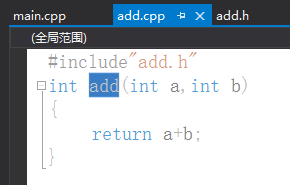 main.cpp add.cpp add.h
(全局范围)
#include"add.h"
int add(int a,int b)
{
return a+b;
}